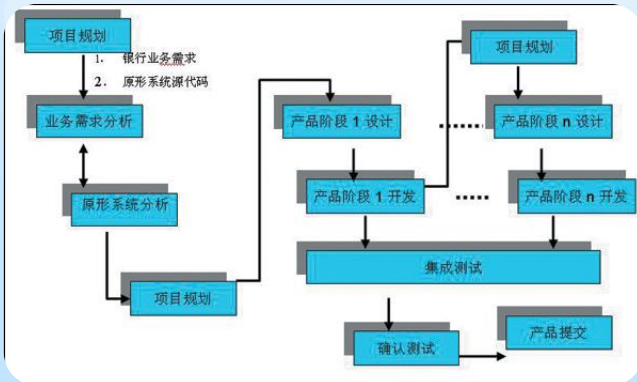 项目规划
1. 银行业务需求
2. 原形系统源代码
业务需求分析
原形系统分析
项目规划
产品阶段 1 设计
产品阶段 1 开发
项目规划
产品阶段 n 设计
产品阶段 n 开发
集成测试
确认测试
产品提交